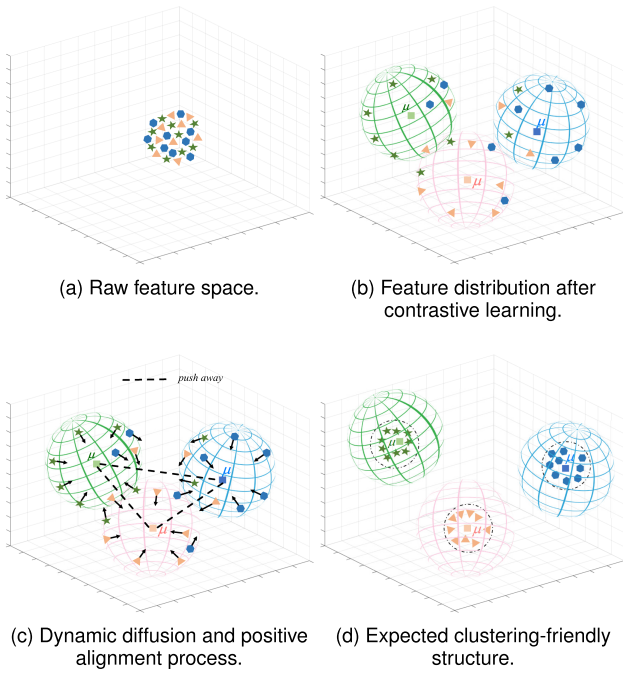 (a) Raw feature space.
μ
μ
μ
(b) Feature distribution after
contrastive learning.
push away
μ
μ
μ
(c) Dynamic diffusion and positive
alignment process.
μ
μ
μ
(d) Expected clustering-friendly
structure.